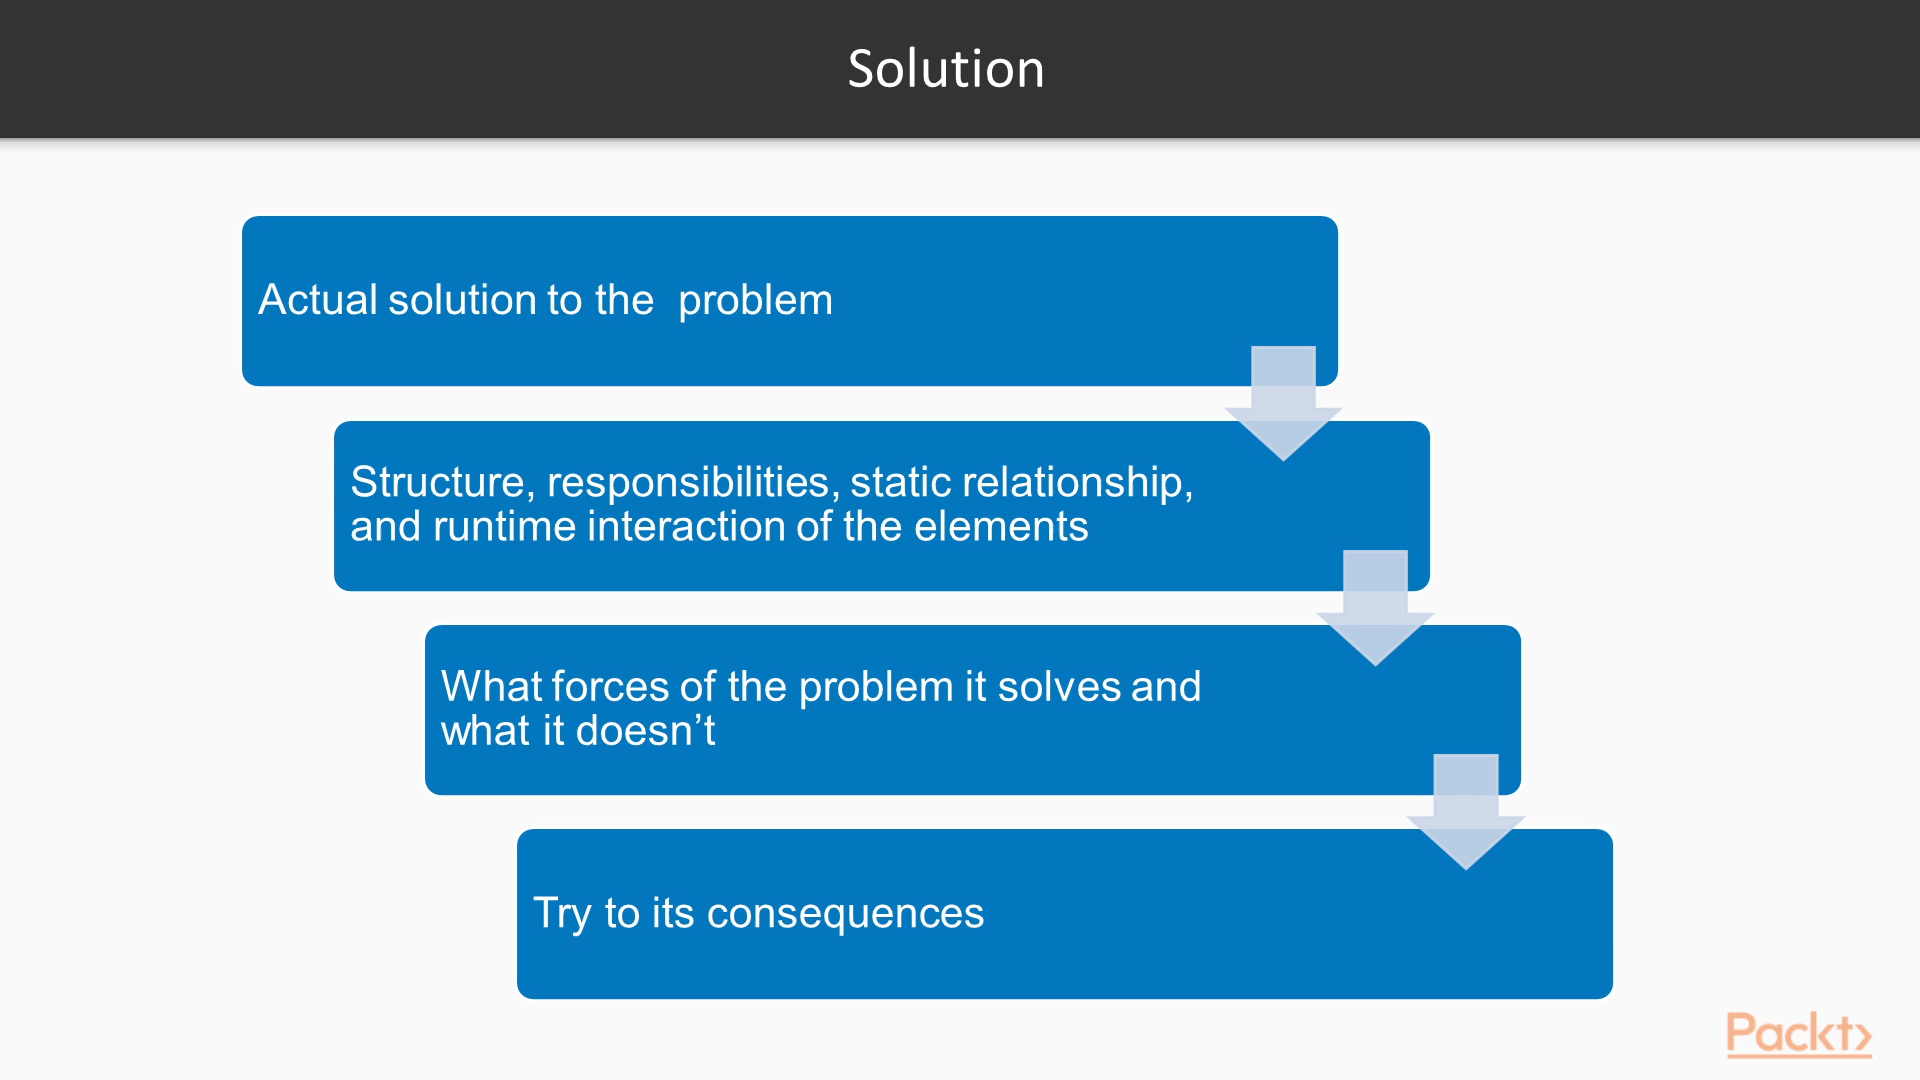 Solution
Actual solution to the  problem
Structure, responsibilities, static relationship,
and runtime interaction of the elements
What forces of the problem it solves and
what it doesn’t
Try to its consequences
Packt>